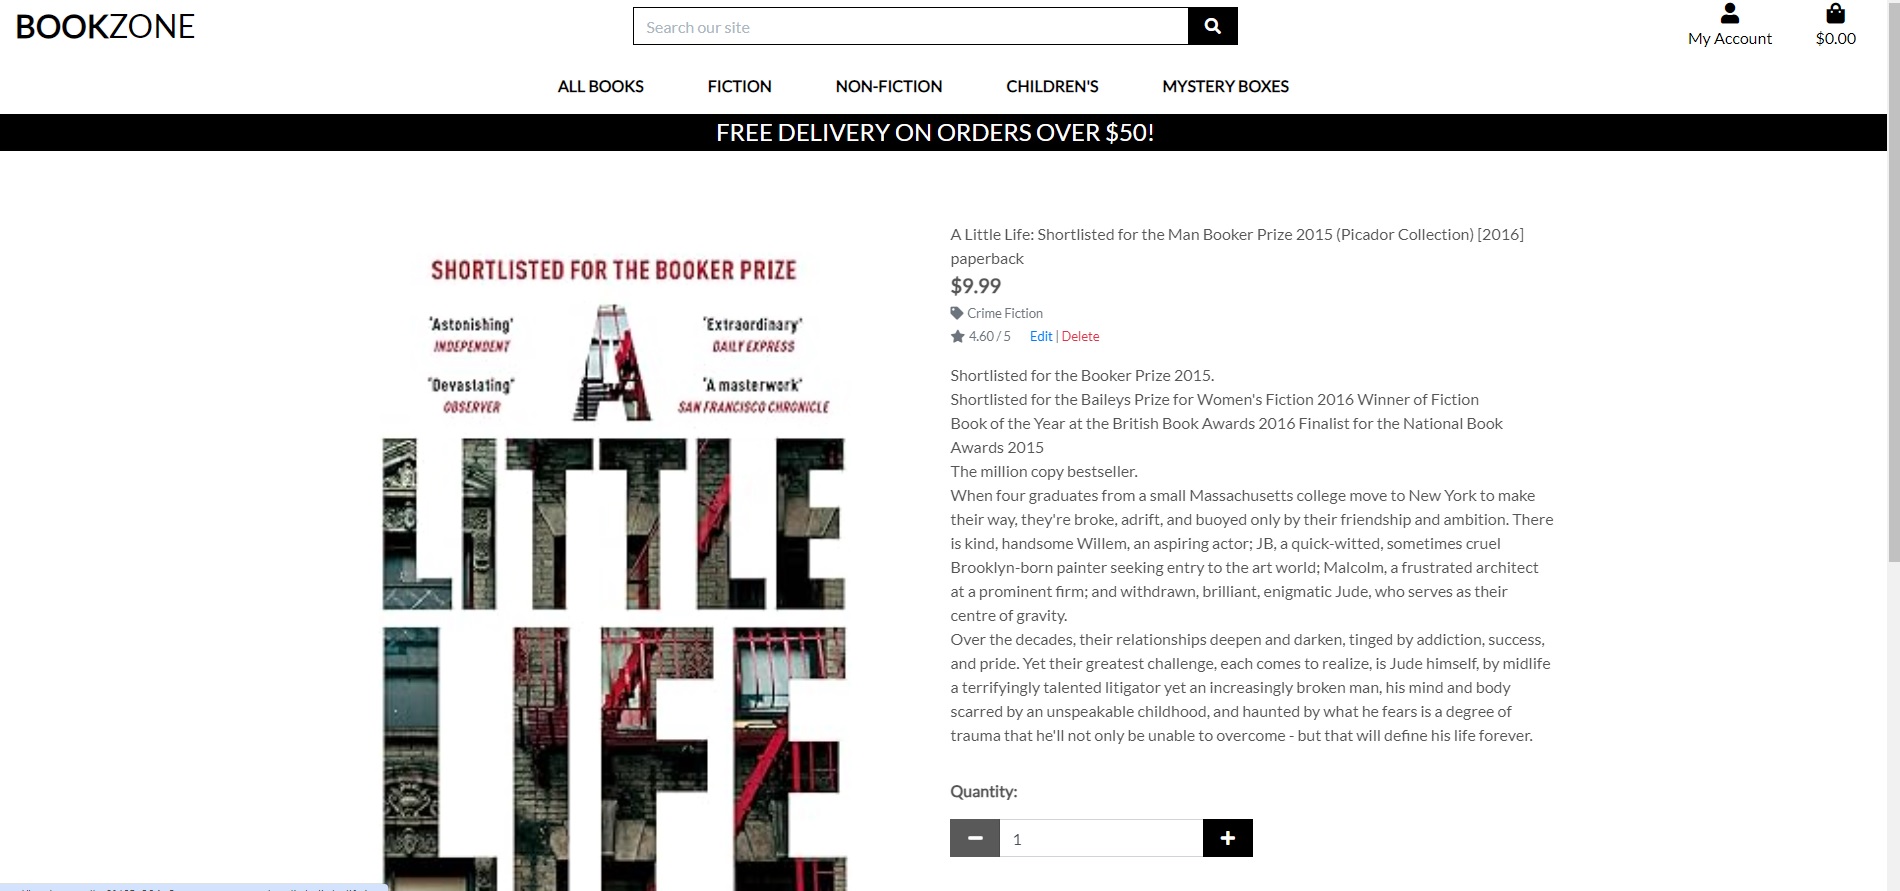 BOOKZONE
Search our site
My Account
$0.00
ALL BOOKS
FICTION
NON-FICTION
CHILDREN'S
MYSTERY BOXES
FREE DELIVERY ON ORDERS OVER $50!
SHORTLISTED FOR THE BOOKER PRIZE
'Astonishing'
INDEPENDENT
'Extraordinary'
DAILY EXPRESS
'Devastating'
OBSERVER
'A masterwork'
SAN FRANCISCO CHRONICLE
A
LITTLE
LIFE
A Little Life: Shortlisted for the Man Booker Prize 2015 (Picador Collection) [2016]
paperback
$9.99
Crime Fiction
4.60 / 5 Edit | Delete
Shortlisted for the Booker Prize 2015.
Shortlisted for the Baileys Prize for Women's Fiction 2016 Winner of Fiction
Book of the Year at the British Book Awards 2016 Finalist for the National Book
Awards 2015
The million copy bestseller.
When four graduates from a small Massachusetts college move to New York to make
their way, they're broke, adrift, and buoyed only by their friendship and ambition. There
is kind, handsome Willem, an aspiring actor; JB, a quick-witted, sometimes cruel
Brooklyn-born painter seeking entry to the art world; Malcolm, a frustrated architect
at a prominent firm; and withdrawn, brilliant, enigmatic Jude, who serves as their
centre of gravity.
Over the decades, their relationships deepen and darken, tinged by addiction, success,
and pride. Yet their greatest challenge, each comes to realize, is Jude himself, by midlife
a terrifyingly talented litigator yet an increasingly broken man, his mind and body
scarred by an unspeakable childhood, and haunted by what he fears is a degree of
trauma that he'll not only be unable to overcome - but that will define his life forever.
Quantity:
1